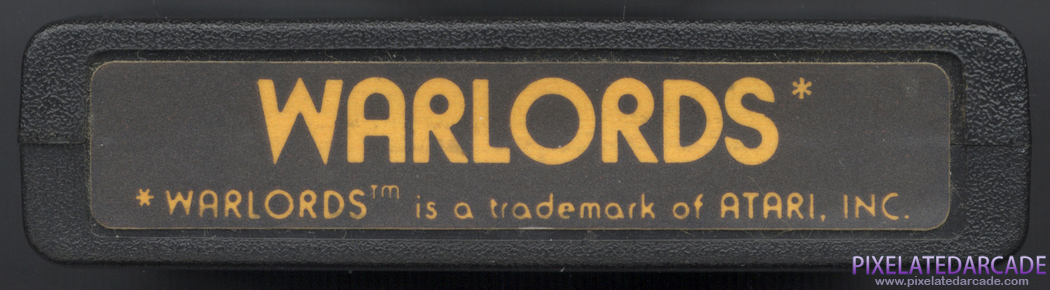 WARLORDS*
* WARLORDS™ is a trademark of ATARI, INC.
PIXELATEDARCADE
www.pixelatedarcade.com